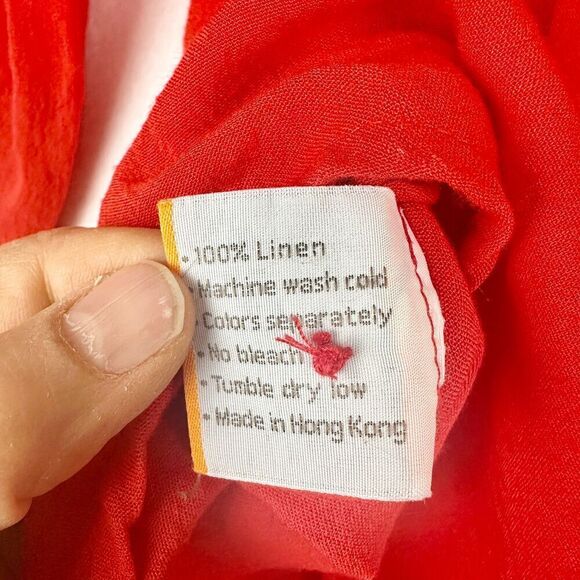 • 100% Linen
• Machine wash cold
• Colors separately
• No bleach
• Tumble dry low
• Made in Hong Kong